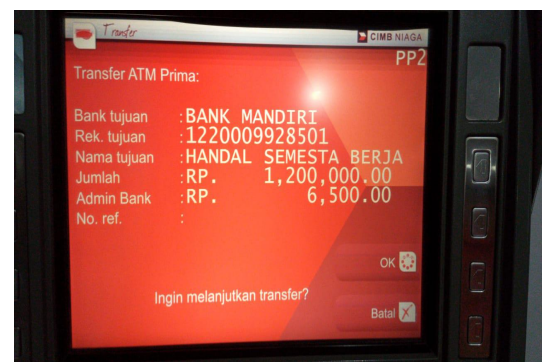 Transfer CIMB NIAGA
PP2
Transfer ATM Prima:
Bank tujuan :BANK MANDIRI
Rek. tujuan :1220009928501
Nama tujuan :HANDAL SEMESTA BERJA
Jumlah :RP. 1,200,000.00
Admin Bank :RP. 6,500.00
No. ref. :
OK
Ingin melanjutkan transfer?
Batal